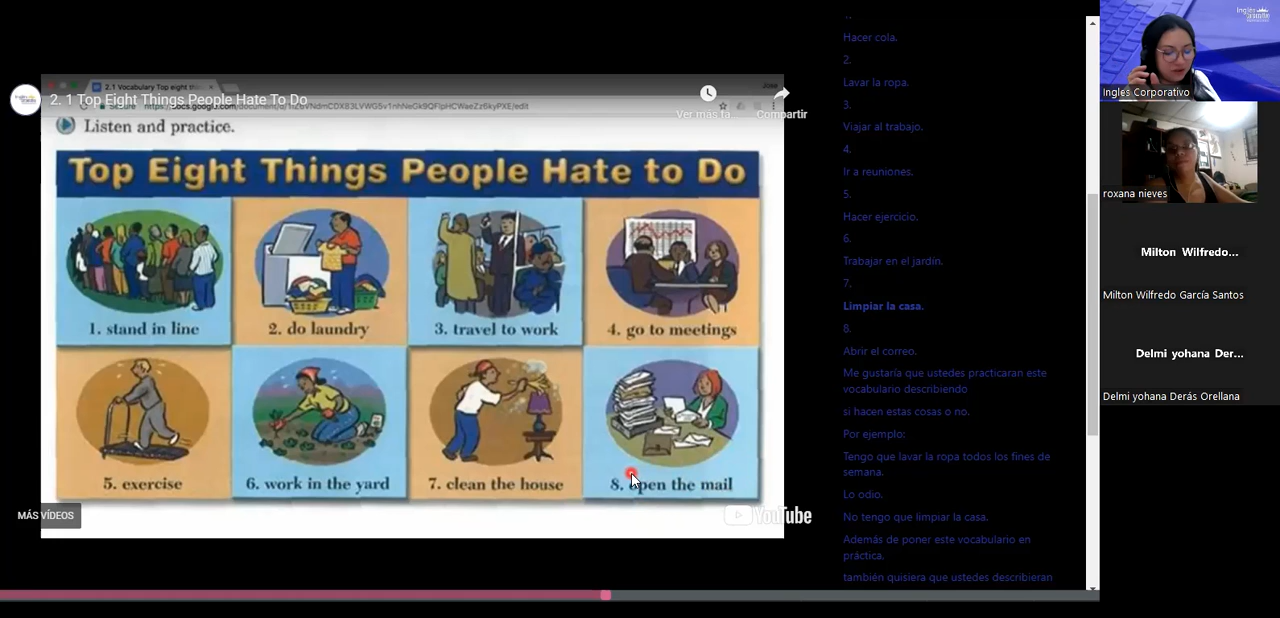 2.1 Vocabulary Top eight thi
2. 1 Top Eight Things People Hate To Do
Ver más ta...
Compartir
Listen and practice.
Top Eight Things People Hate to Do
1. stand in line
2. do laundry
3. travel to work
4. go to meetings
5. exercise
6. work in the yard
7. clean the house
8. open the mail
MÁS VÍDEOS
YouTube
Hacer cola.
2.
Lavar la ropa.
3.
Viajar al trabajo.
4.
Ir a reuniones.
5.
Hacer ejercicio.
6.
Trabajar en el jardín.
7.
Limpiar la casa.
8.
Abrir el correo.
Me gustaría que ustedes practicaran este
vocabulario describiendo
si hacen estas cosas o no.
Por ejemplo:
Tengo que lavar la ropa todos los fines de
semana.
Lo odio.
No tengo que limpiar la casa.
Además de poner este vocabulario en
práctica,
también quisiera que ustedes describieran
Ingles Corporativo
roxana nieves
Milton Wilfredo...
Milton Wilfredo García Santos
Delmi yohana Der...
Delmi yohana Derás Orellana